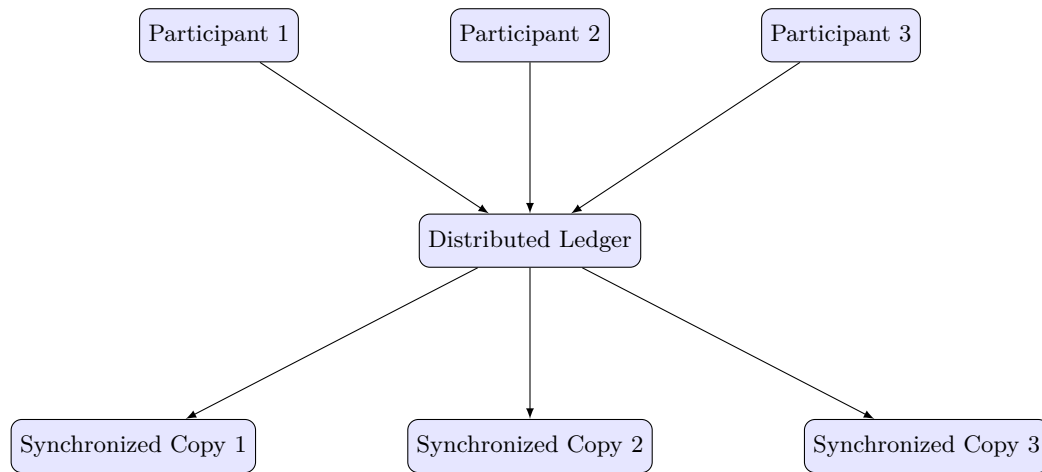 Participant 1
Participant 2
Participant 3
Distributed Ledger
Synchronized Copy 1
Synchronized Copy 2
Synchronized Copy 3